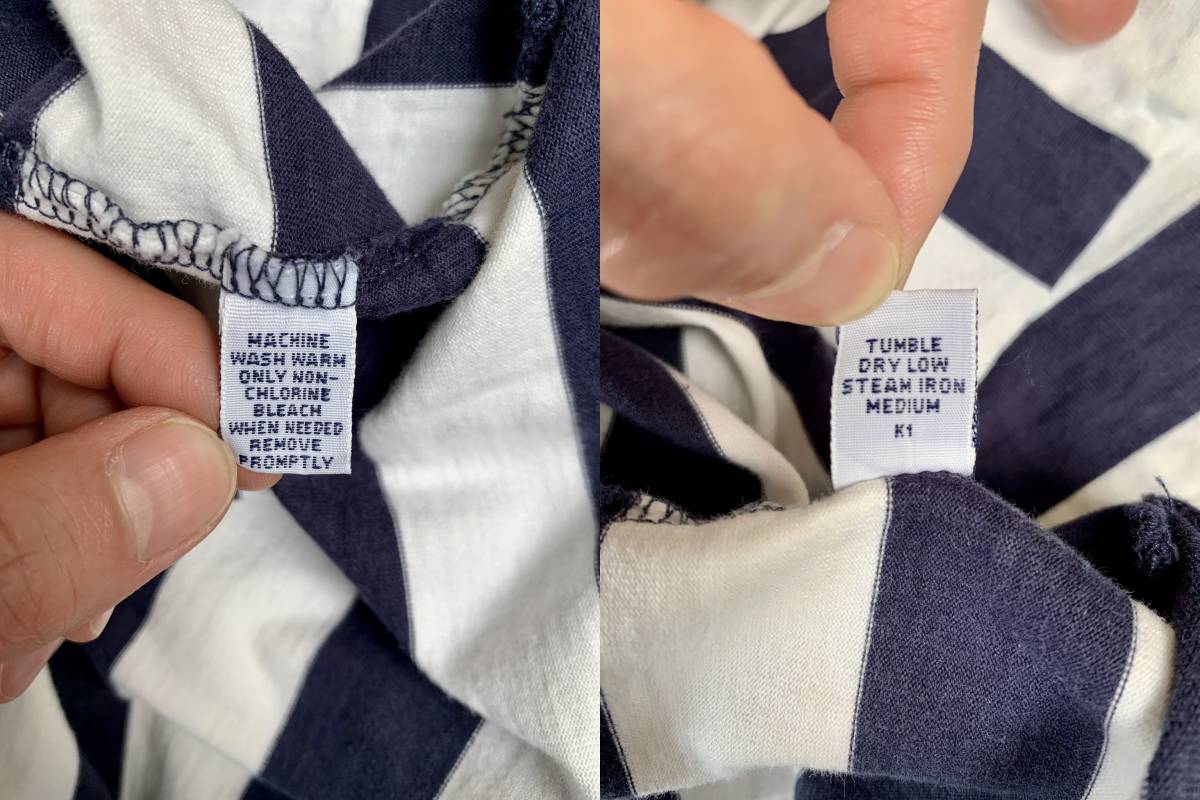 MACHINE
WASH WARM
ONLY NON-
CHLORINE
BLEACH
WHEN NEEDED
REMOVE
PROMPTLY
TUMBLE
DRY LOW
STEAM IRON
MEDIUM
K1